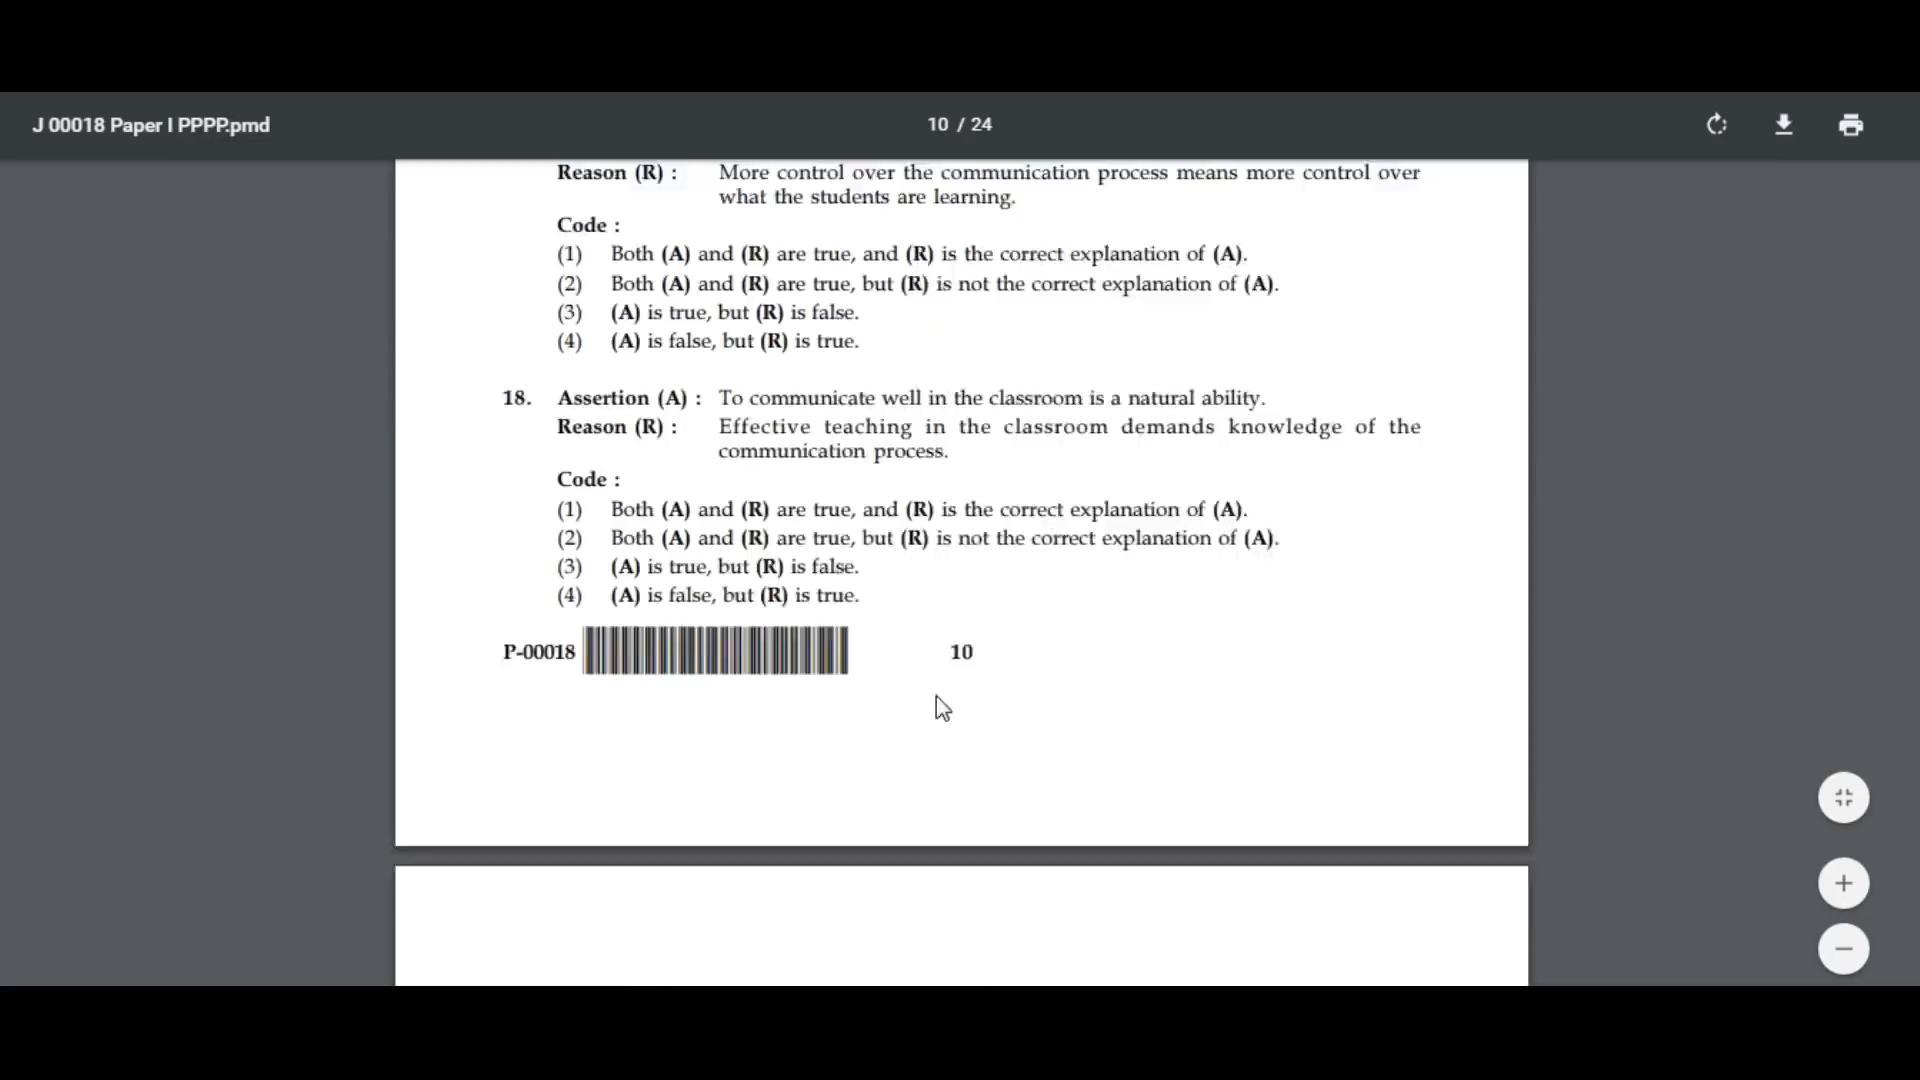 J 00018 Paper I PPPP.pmd
10 / 24
Reason (R) : More control over the communication process means more control over
what the students are learning.
Code :
(1) Both (A) and (R) are true, and (R) is the correct explanation of (A).
(2) Both (A) and (R) are true, but (R) is not the correct explanation of (A).
(3) (A) is true, but (R) is false.
(4) (A) is false, but (R) is true.
18. Assertion (A) : To communicate well in the classroom is a natural ability.
Reason (R) : Effective teaching in the classroom demands knowledge of the
communication process.
Code :
(1) Both (A) and (R) are true, and (R) is the correct explanation of (A).
(2) Both (A) and (R) are true, but (R) is not the correct explanation of (A).
(3) (A) is true, but (R) is false.
(4) (A) is false, but (R) is true.
P-00018 10